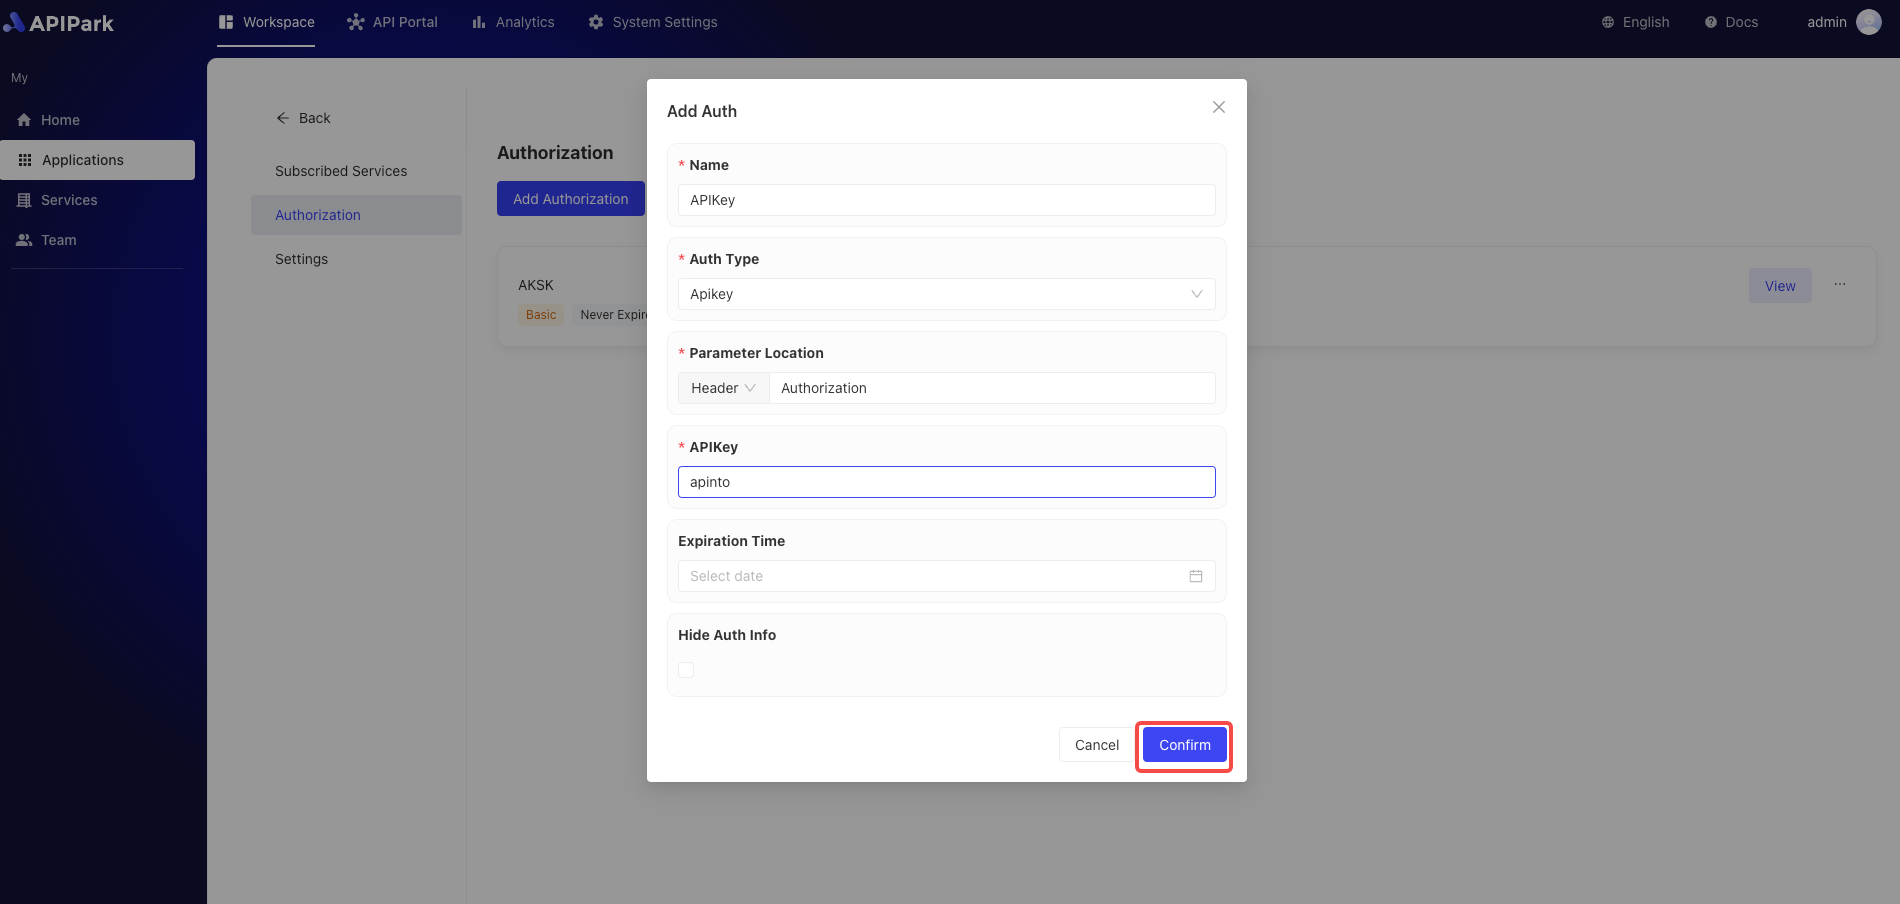 APIPark
Workspace
API Portal
Analytics
System Settings
English
Docs
admin
My
Home
Applications
Services
Team
Back
Subscribed Services
Authorization
Settings
Authorization
Add Authorization
AKSK
Basic
Never Expire
View
Add Auth
* Name
APIKey
* Auth Type
Apikey
* Parameter Location
Header
Authorization
* APIKey
apinto
Expiration Time
Select date
Hide Auth Info
Cancel
Confirm